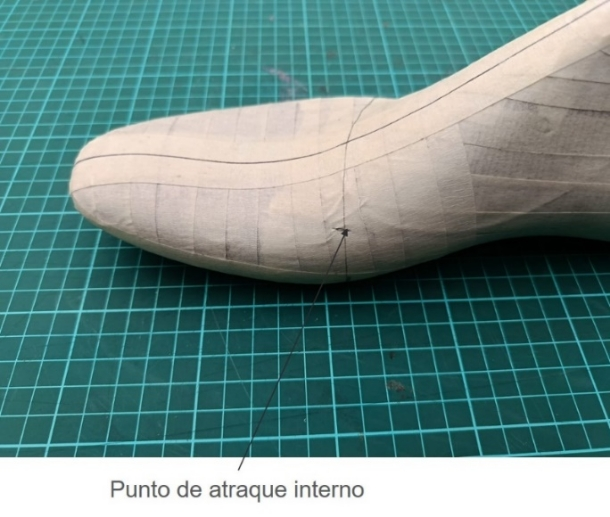 Punto de atraque interno